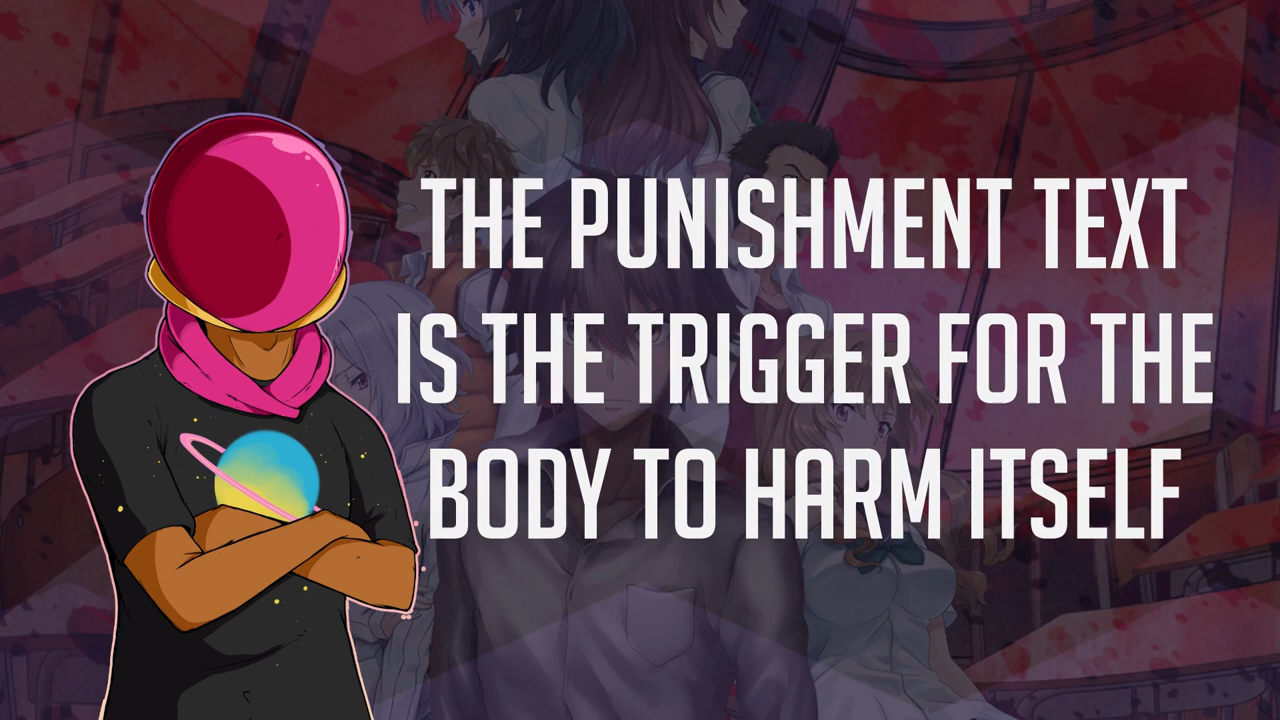 THE PUNISHMENT TEXT
IS THE TRIGGER FOR THE
BODY TO HARM ITSELF